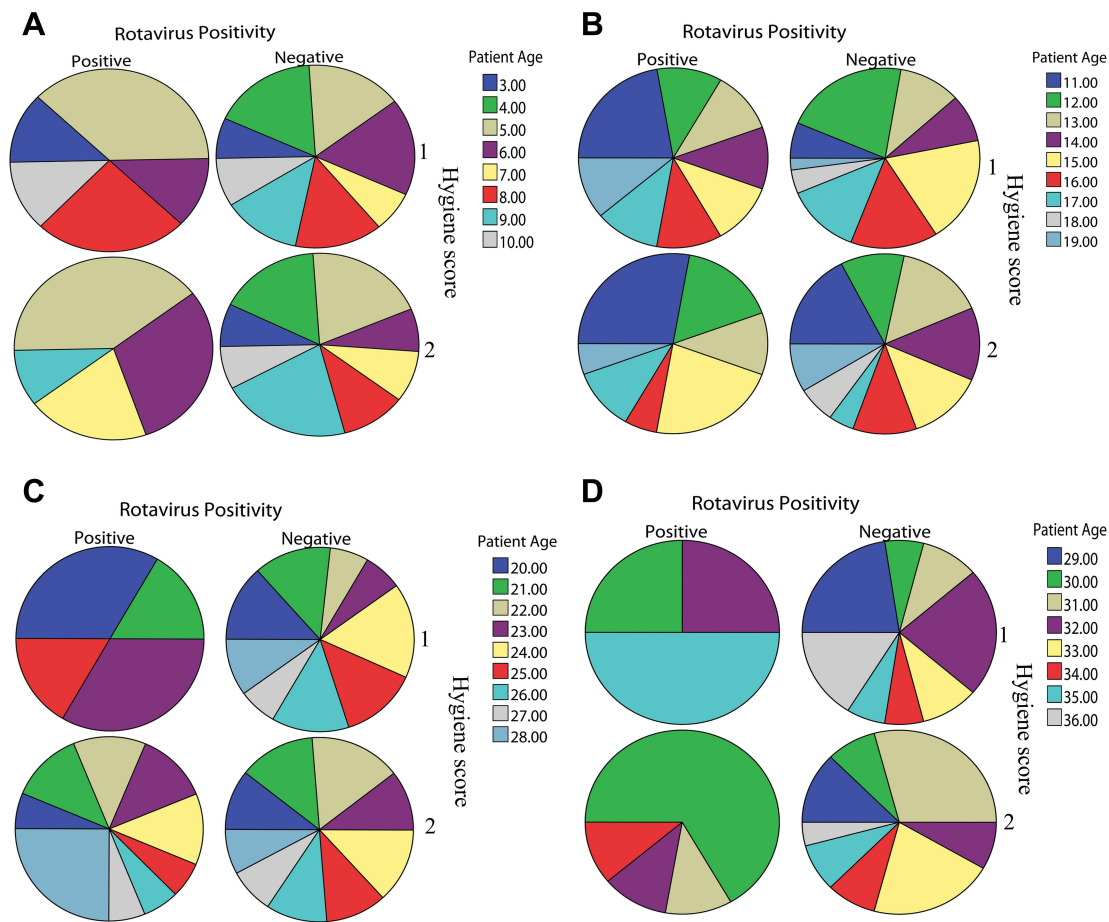 A
Rotavirus Positivity
Positive
Negative
Patient Age
3.00
4.00
5.00
6.00
7.00
8.00
9.00
10.00
1
2
Hygiene score
B
Rotavirus Positivity
Positive
Negative
Patient Age
11.00
12.00
13.00
14.00
15.00
16.00
17.00
18.00
19.00
1
2
Hygiene score
C
Rotavirus Positivity
Positive
Negative
Patient Age
20.00
21.00
22.00
23.00
24.00
25.00
26.00
27.00
28.00
1
2
Hygiene score
D
Rotavirus Positivity
Positive
Negative
Patient Age
29.00
30.00
31.00
32.00
33.00
34.00
35.00
36.00
1
2
Hygiene score